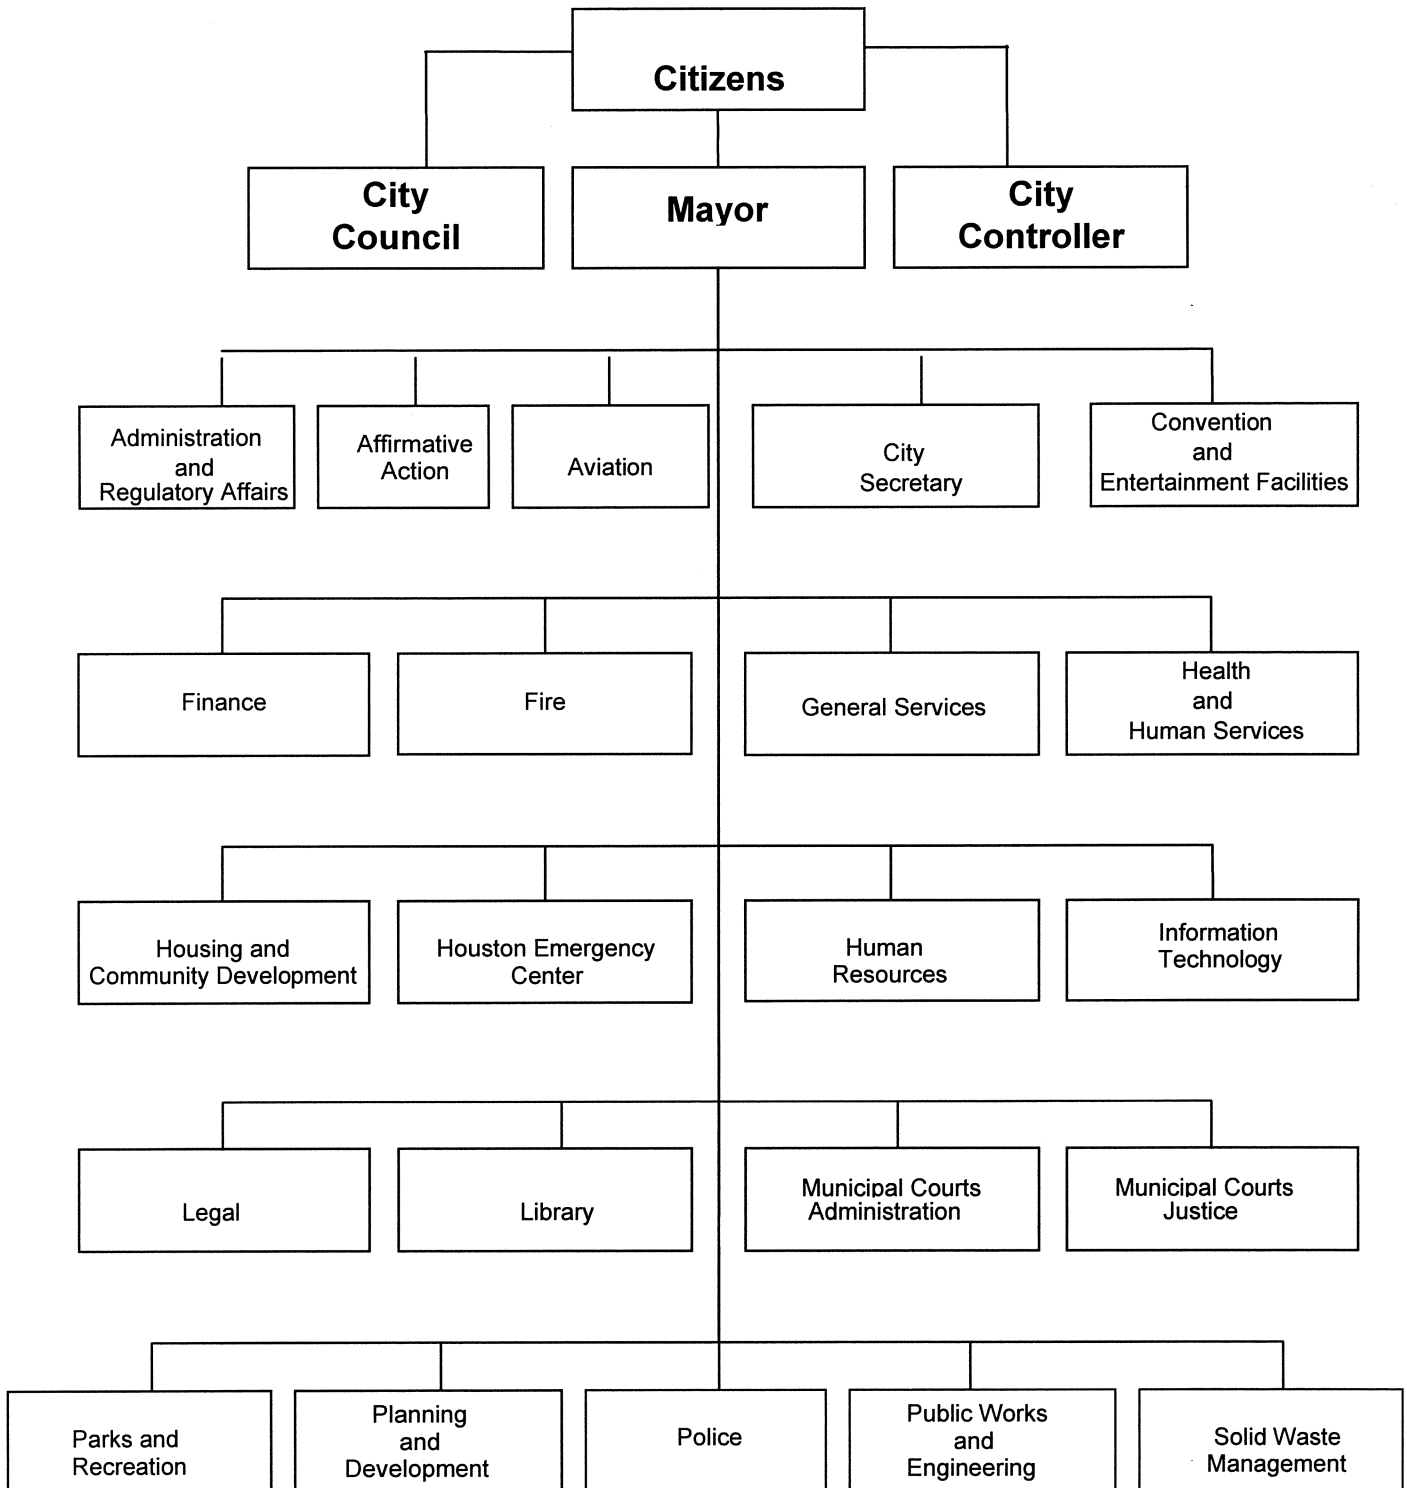 Citizens
City
Council
Mayor
City
Controller
Administration
and
Regulatory Affairs
Affirmative
Action
Aviation
City
Secretary
Convention
and
Entertainment Facilities
Finance
Fire
General Services
Health
and
Human Services
Housing and
Community Development
Houston Emergency
Center
Human
Resources
Information
Technology
Legal
Library
Municipal Courts
Administration
Municipal Courts
Justice
Parks and
Recreation
Planning
and
Development
Police
Public Works
and
Engineering
Solid Waste
Management